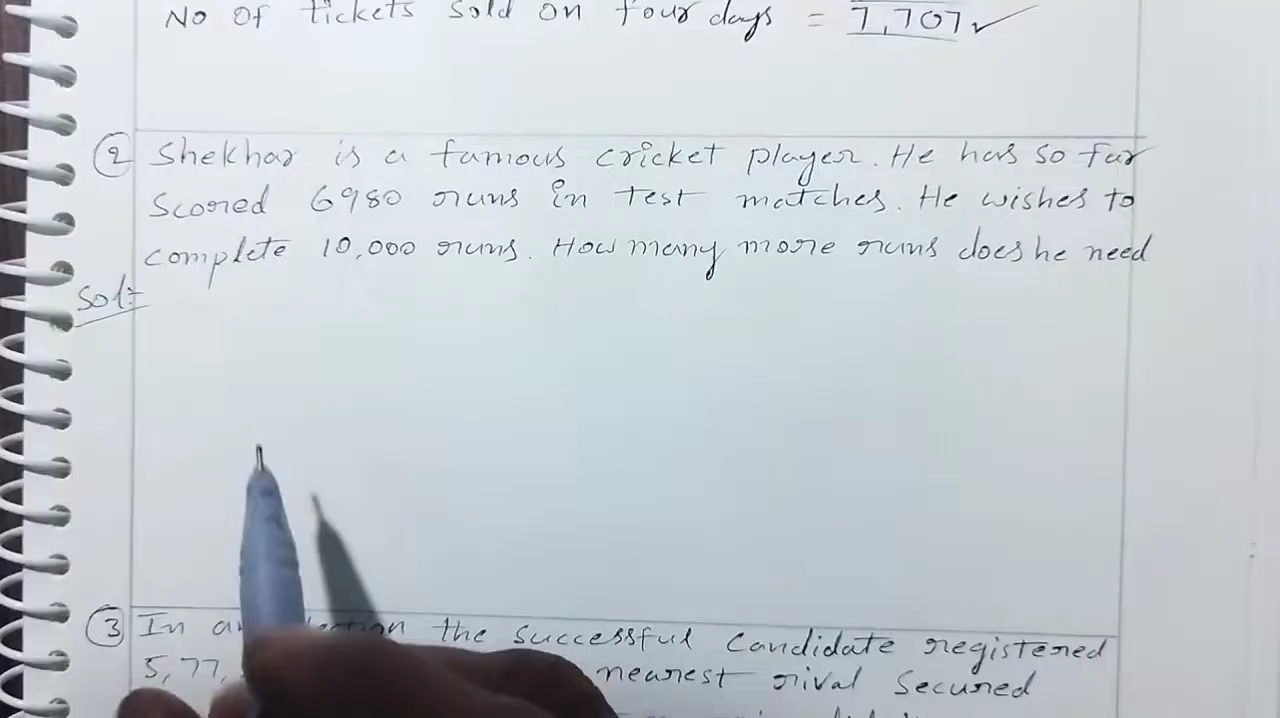 No Of tickets Sold on four days = 7,707 ✓
2 Shekhar is a famous cricket player. He has so far
Scored 6980 runs in test matches. He wishes to
complete 10,000 runs. How many more runs does he need
Sol:
3 In an the successful Candidate registered
5,77, nearest rival secured